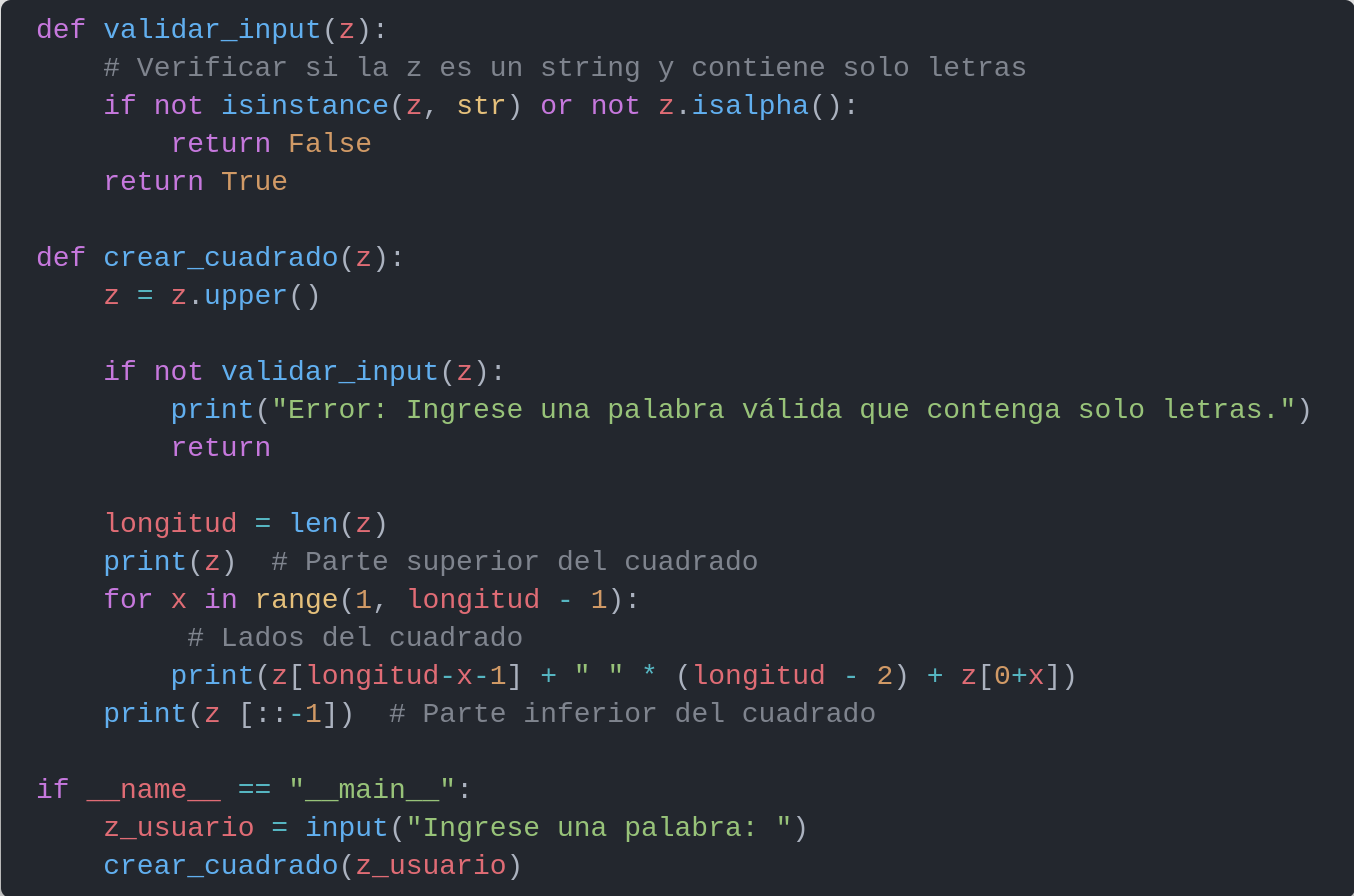 def validar_input(z):
    # Verificar si la z es un string y contiene solo letras
    if not isinstance(z, str) or not z.isalpha():
        return False
    return True

def crear_cuadrado(z):
    z = z.upper()

    if not validar_input(z):
        print("Error: Ingrese una palabra válida que contenga solo letras.")
        return

    longitud = len(z)
    print(z)  # Parte superior del cuadrado
    for x in range(1, longitud - 1):
         # Lados del cuadrado
        print(z[longitud-x-1] + " " * (longitud - 2) + z[0+x])
    print(z [::-1])  # Parte inferior del cuadrado

if __name__ == "__main__":
    z_usuario = input("Ingrese una palabra: ")
    crear_cuadrado(z_usuario)